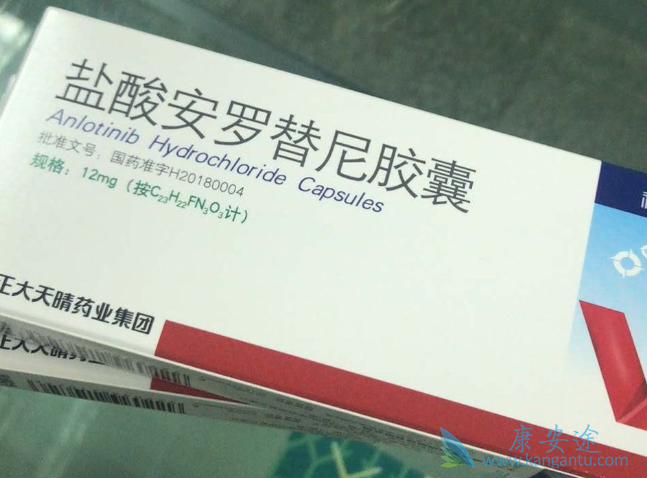 盐酸安罗替尼胶囊
Anlotinib Hydrochloride Capsules
批准文号：国药准字H20180004
规格：12mg（按C₂₃H₂₂FN₃O₃计）
正大天晴药业集团
康安途
www.kangantu.com